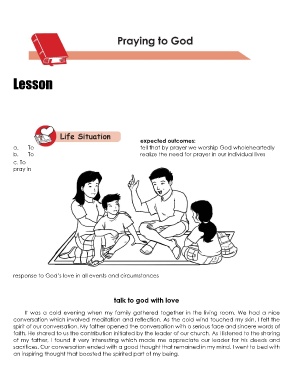 Praying to God
Lesson
Life Situation
expected outcomes:
a. To tell that by prayer we worship God wholeheartedly
b. To realize the need for prayer in our individual lives
c. To
pray in
response to God's love in all events and circumstances
talk to god with love
It was a cold evening when my family gathered together in the living room. We had a nice
conversation which involved meditation and reflection. As the cold wind touched my skin, I felt the
spirit of our conversation. My father opened the conversation with a serious face and sincere words of
faith. He shared to us the contribution initiated by the leader of our church. As I listened to the sharing
of my father, I found it very interesting which made me appreciate our leader for his deeds and
sacrifices. Our conversation ended with a good thought that remained in my mind. I went to bed with
an inspiring thought that boosted the spirited part of my being.